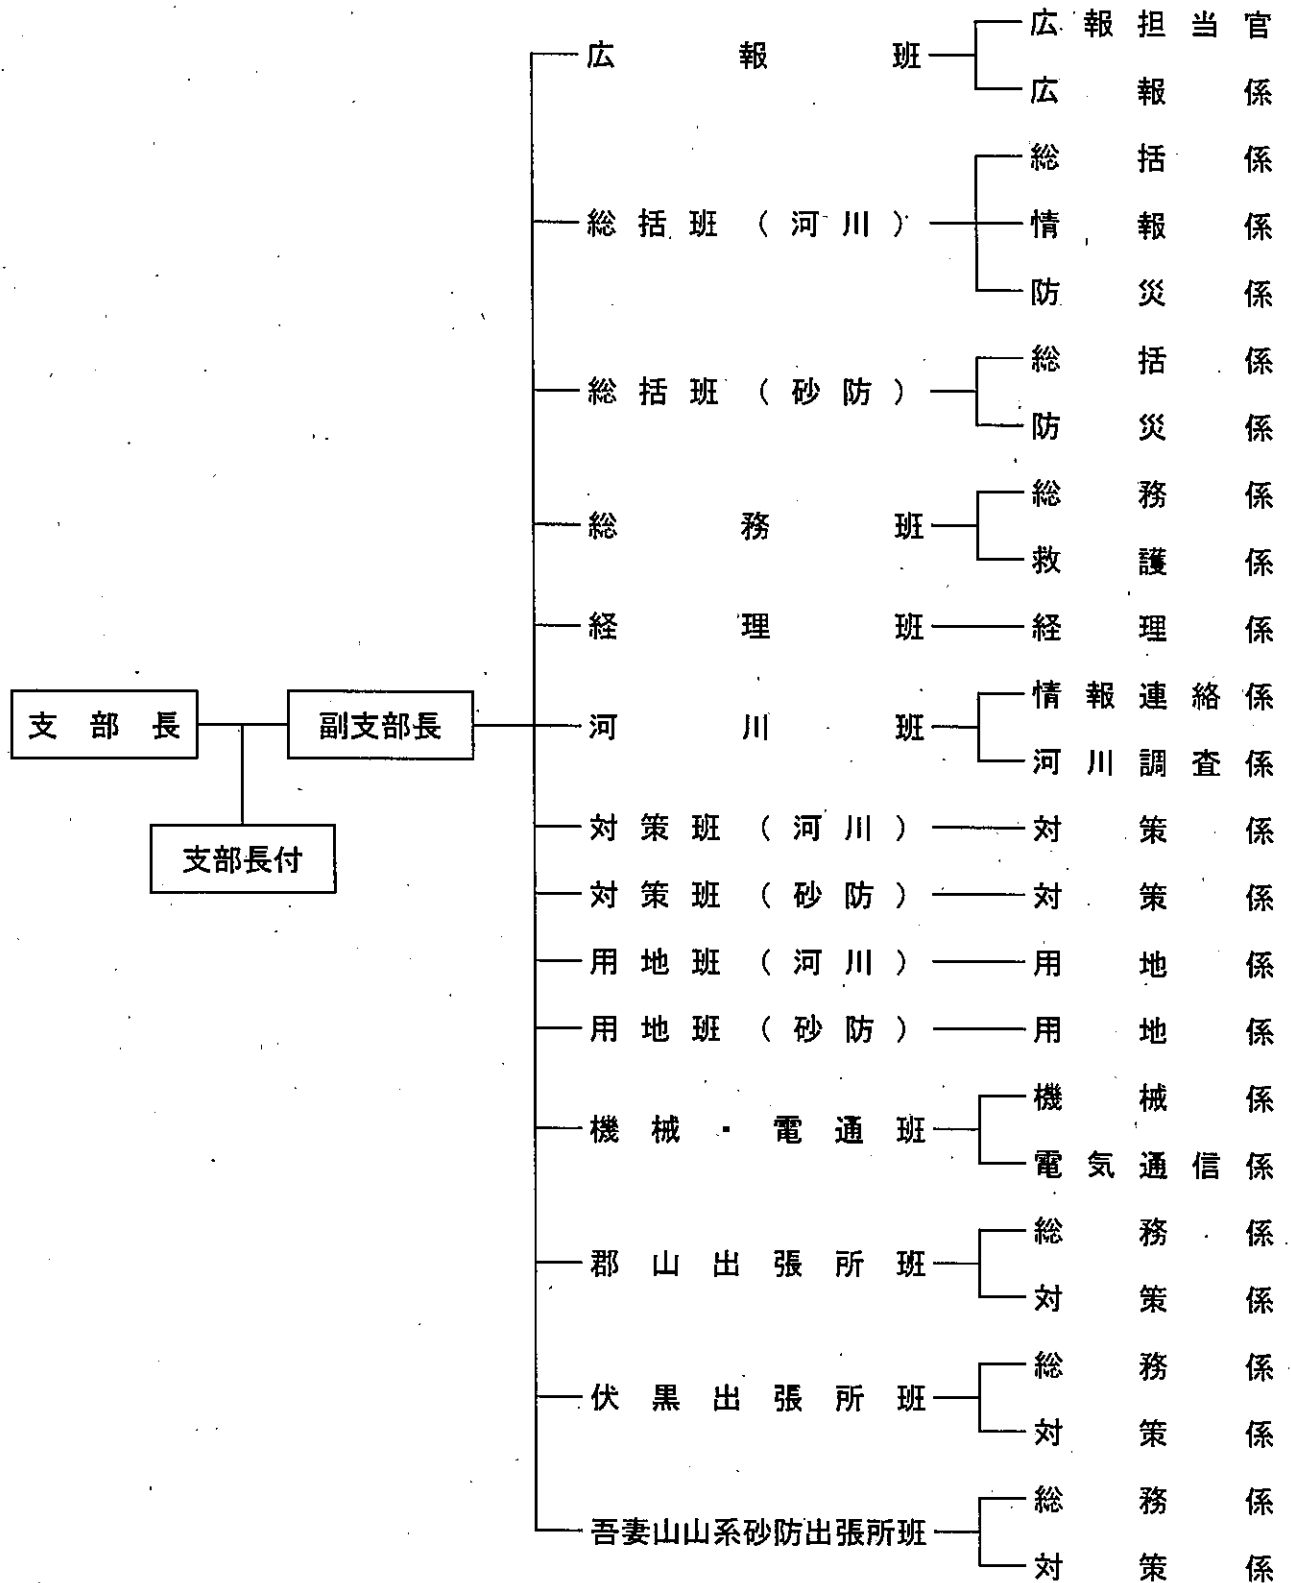 広報担当官
広報班
広報係
総括係
総括班(河川)
情報係
防災係
総括係
総括班(砂防)
防災係
総務係
総務班
救護係
経理班
経理係
情報連絡係
支部長
副支部長
河川班
河川調査係
対策班(河川)
対策係
支部長付
対策班(砂防)
対策係
用地班(河川)
用地係
用地班(砂防)
用地係
機械係
機械・電通班
電気通信係
総務係
郡山出張所班
対策係
総務係
伏黒出張所班
対策係
総務係
吾妻山山系砂防出張所班
対策係